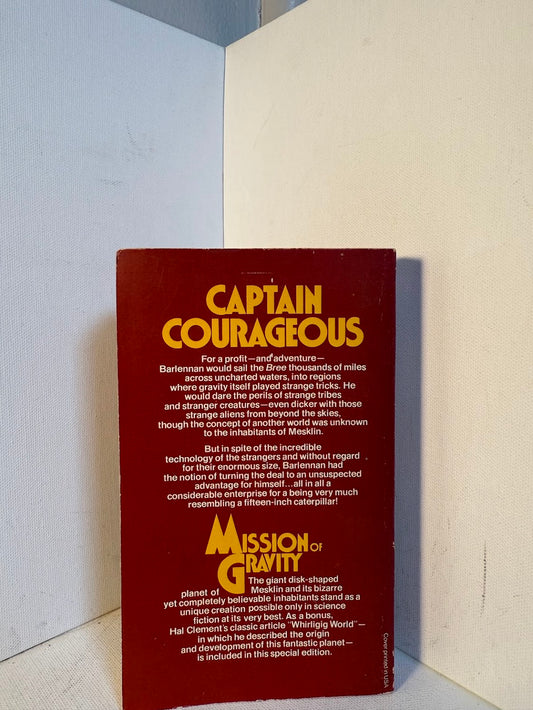 CAPTAIN
COURAGEOUS
For a profit—and adventure—
Barlennan would sail the Bree thousands of miles
across uncharted waters, into regions
where gravity itself played strange tricks. He
would dare the perils of strange tribes
and stranger creatures—even dicker with those
strange aliens from beyond the skies,
though the concept of another world was unknown
to the inhabitants of Mesklin.
But in spite of the incredible
technology of the strangers and without regard
for their enormous size, Barlennan had
the notion of turning the deal to an unsuspected
advantage for himself...all in all a
considerable enterprise for a being very much
resembling a fifteen-inch caterpillar!
MISSION OF
GRAVITY
The giant disk-shaped
planet of Mesklin and its bizarre
yet completely believable inhabitants stand as a
unique creation possible only in science
fiction at its very best. As a bonus,
Hal Clement's classic article "Whirligig World"—
in which he described the origin
and development of this fantastic planet—
is included in this special edition.
Cover printed in USA